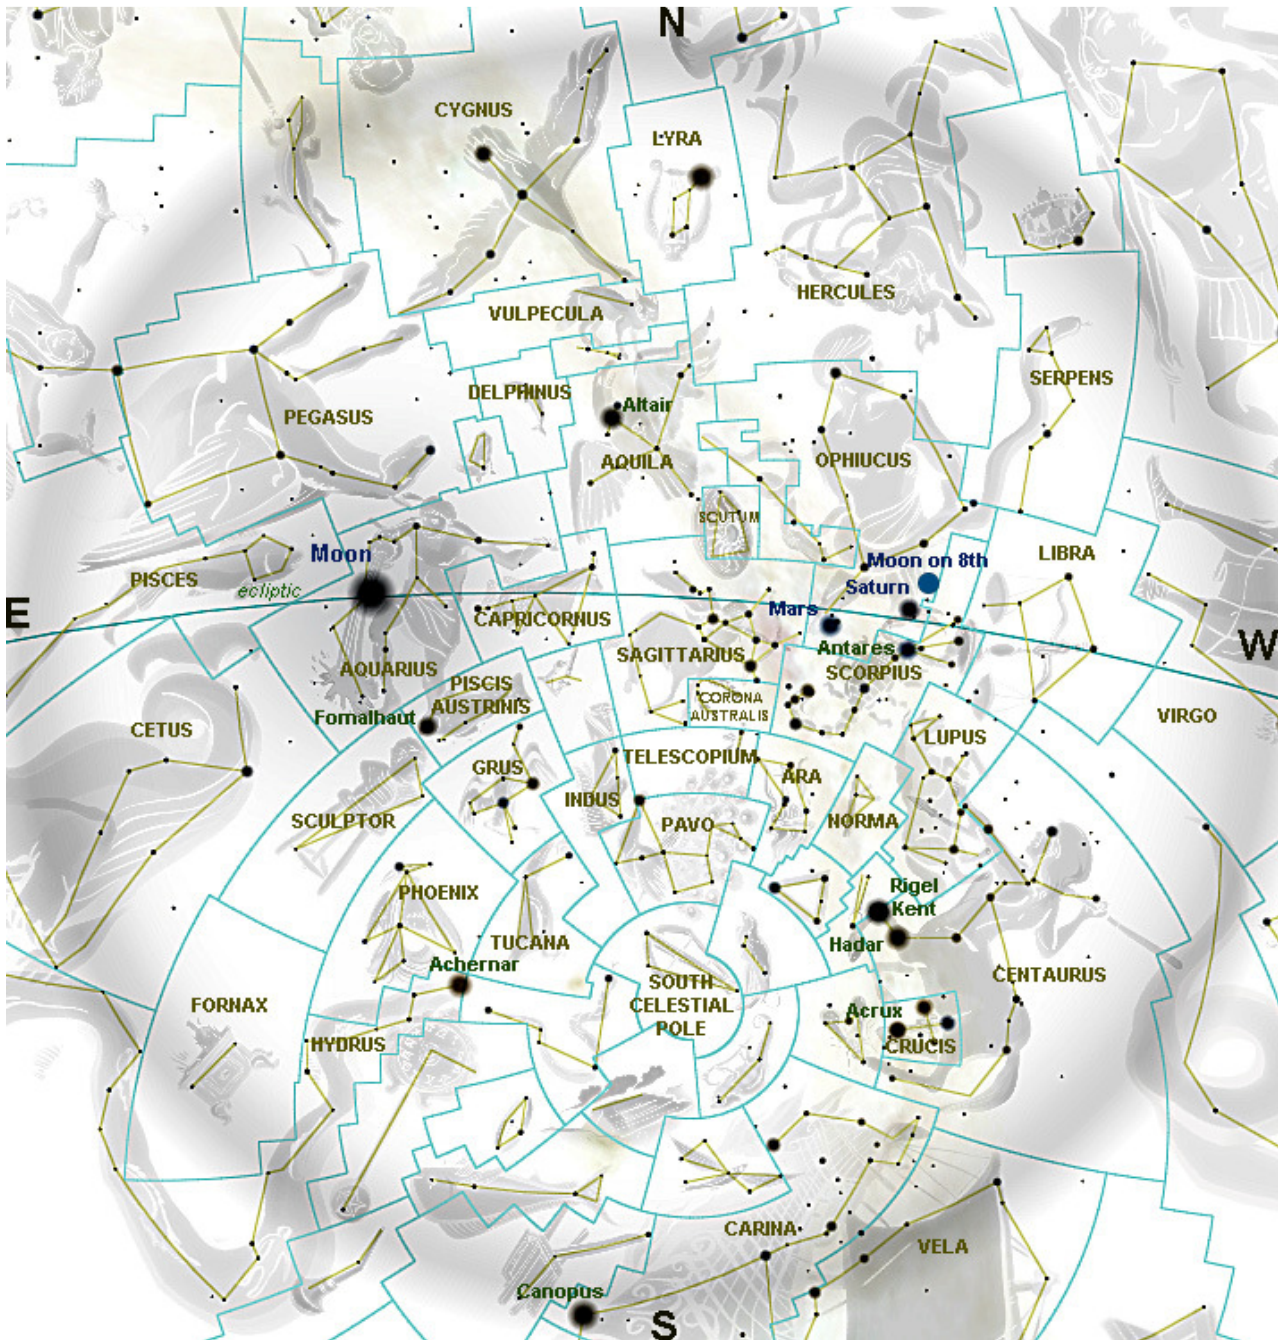 N
CYGNUS
LYRA
HERCULES
VULPECULA
DELPHINUS
SERPENS
PEGASUS
Altair
AQUILA
OPHIUCUS
SCUTUM
Moon
PISCES
ecliptic
Moon on 8th
LIBRA
Saturn
E
Mars
CAPRICORNUS
W
AQUARIUS
SAGITTARIUS
Antares
SCORPIUS
PISCIS
AUSTRINIS
CORONA
AUSTRALIS
Fomalhaut
CETUS
VIRGO
LUPUS
TELESCOPIUM
GRUS
ARA
INDUS
SCULPTOR
PAVO
NORMA
PHOENIX
Rigel
Kent
TUCANA
Hadar
Achernar
SOUTH
CELESTIAL
POLE
CENTAURUS
FORNAX
Acrux
HYDRUS
CRUCIS
CARINA
VELA
Canopus
S